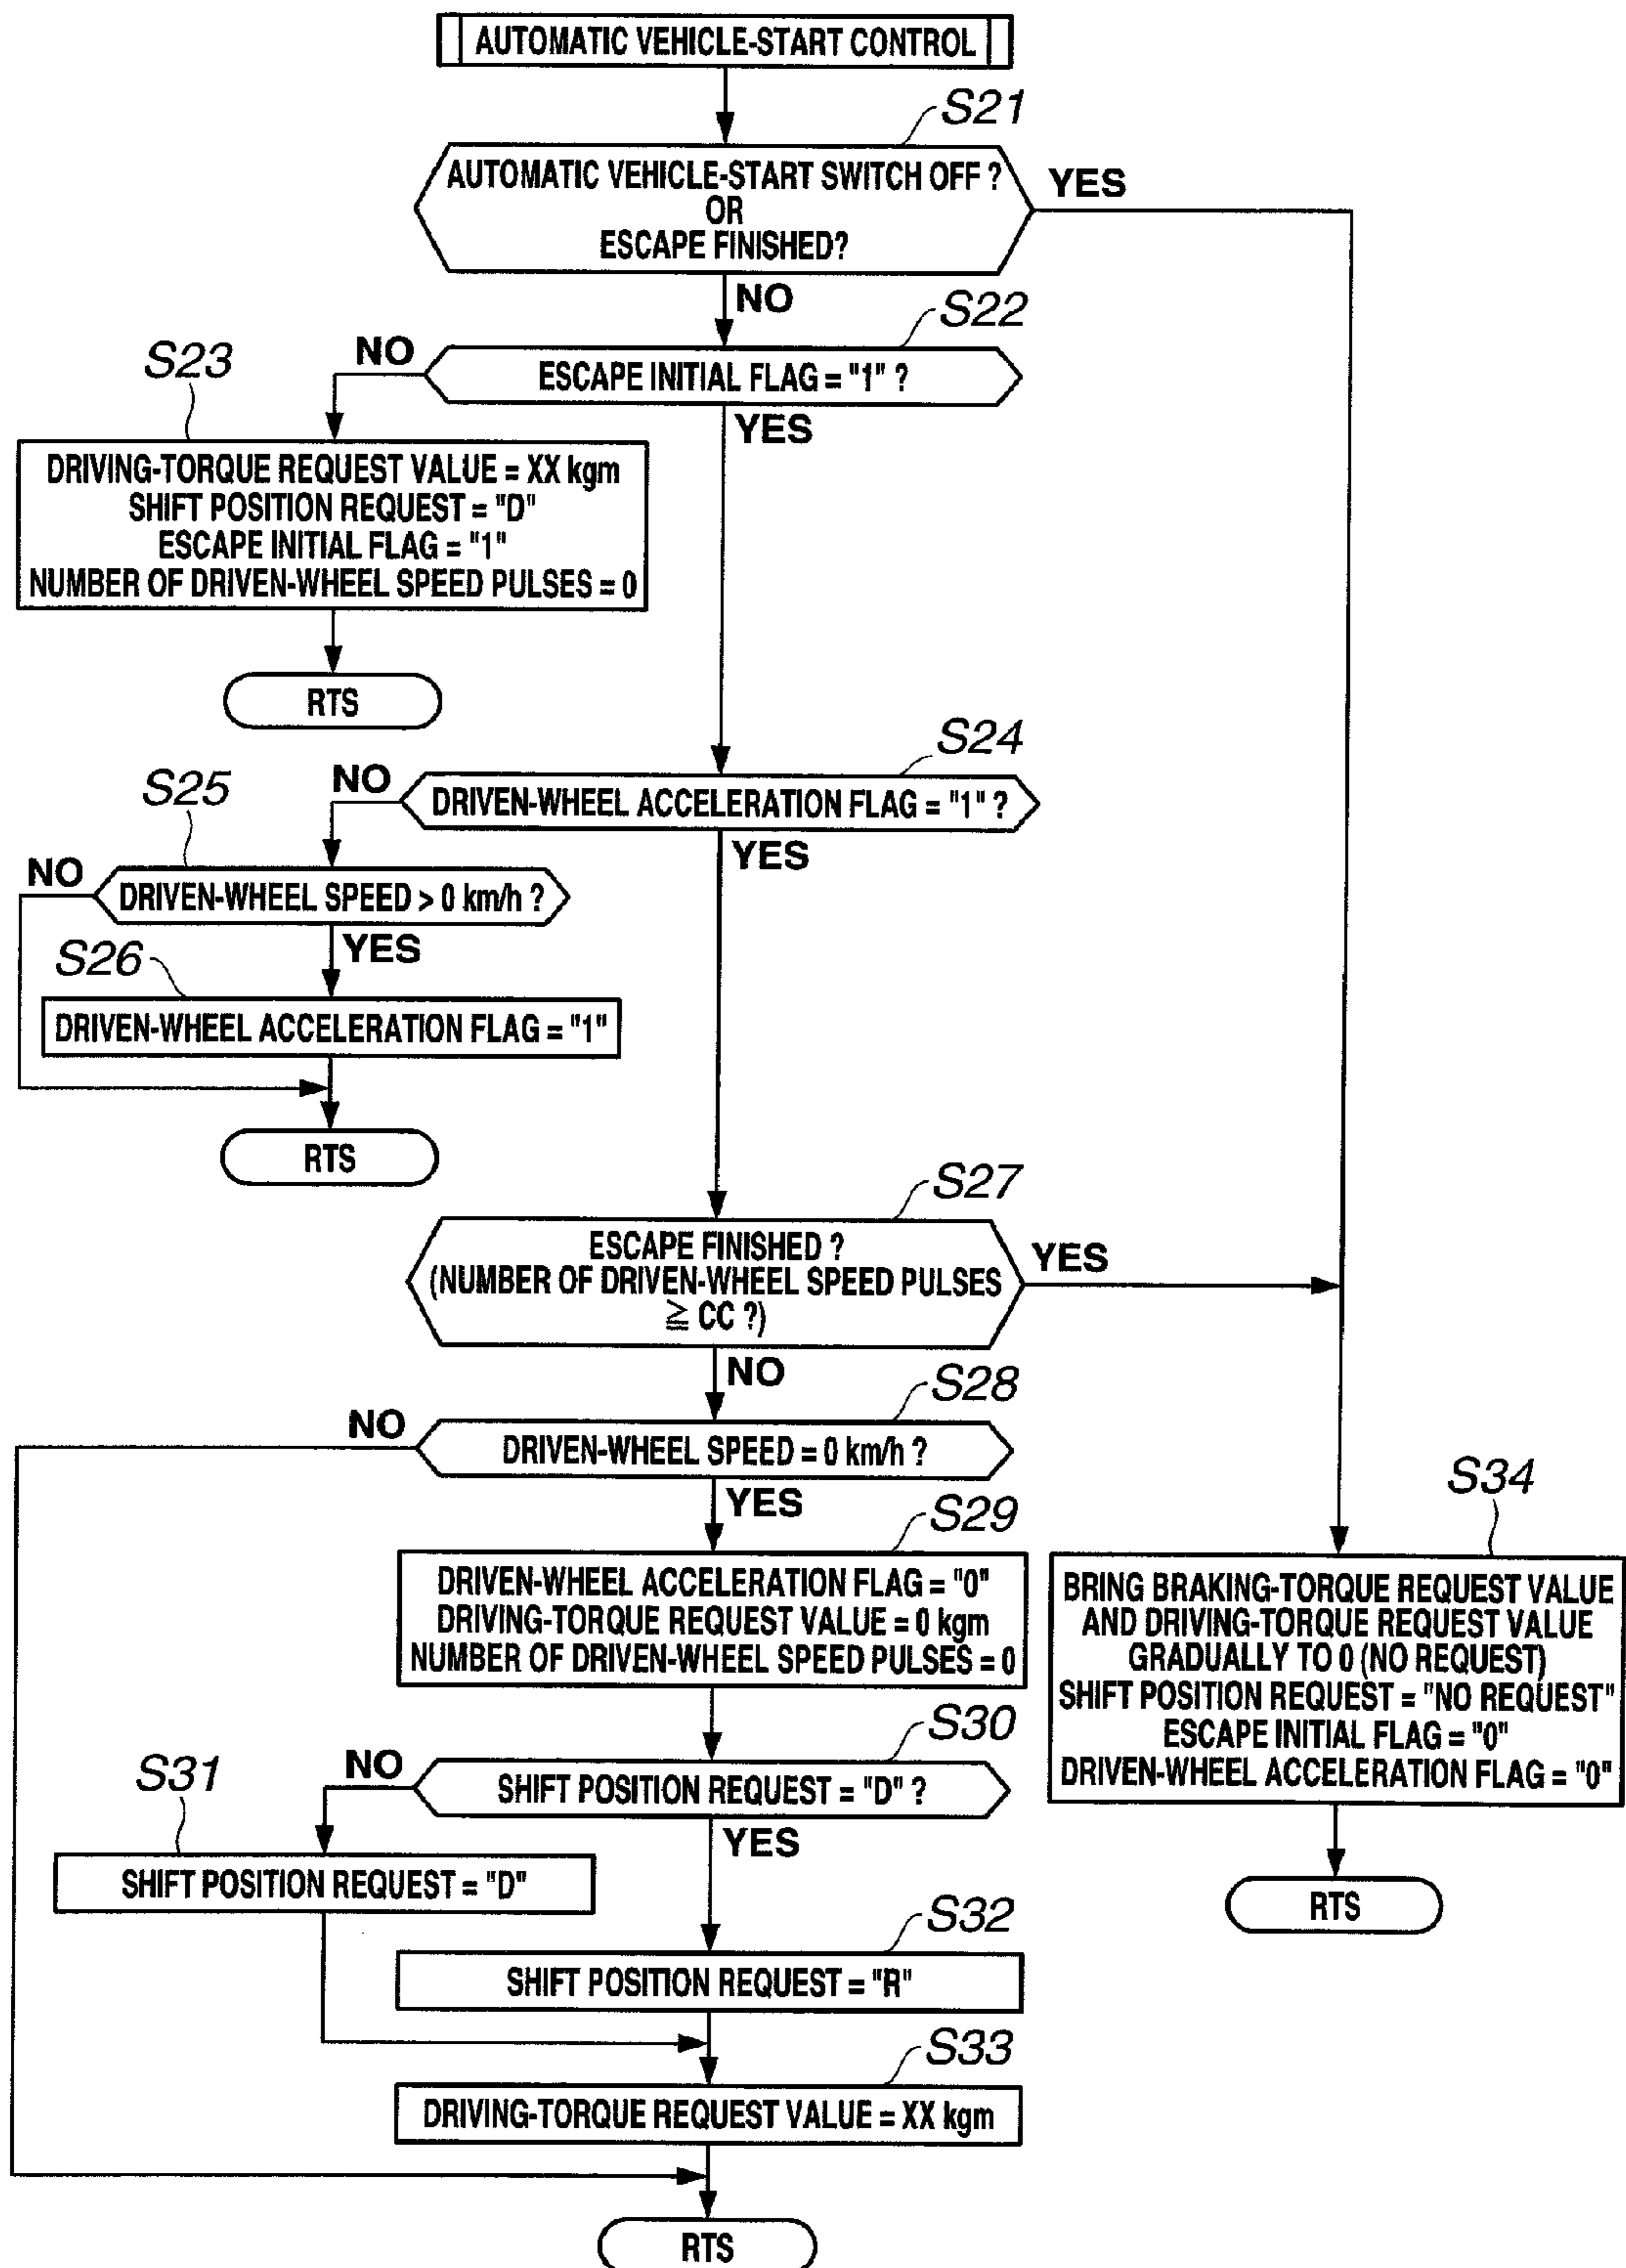 AUTOMATIC VEHICLE-START CONTROL
S21
AUTOMATIC VEHICLE-START SWITCH OFF ?
OR
ESCAPE FINISHED?
YES
NO
S22
ESCAPE INITIAL FLAG = "1" ?
NO
S23
YES
DRIVING-TORQUE REQUEST VALUE = XX kgm
SHIFT POSITION REQUEST = "D"
ESCAPE INITIAL FLAG = "1"
NUMBER OF DRIVEN-WHEEL SPEED PULSES = 0
RTS
S24
DRIVEN-WHEEL ACCELERATION FLAG = "1" ?
NO
S25
YES
DRIVEN-WHEEL SPEED > 0 km/h ?
NO
YES
S26
DRIVEN-WHEEL ACCELERATION FLAG = "1"
RTS
S27
ESCAPE FINISHED ?
(NUMBER OF DRIVEN-WHEEL SPEED PULSES
≧ CC ?)
YES
NO
S28
DRIVEN-WHEEL SPEED = 0 km/h ?
NO
YES
S29
DRIVEN-WHEEL ACCELERATION FLAG = "0"
DRIVING-TORQUE REQUEST VALUE = 0 kgm
NUMBER OF DRIVEN-WHEEL SPEED PULSES = 0
S30
SHIFT POSITION REQUEST = "D" ?
NO
S31
YES
SHIFT POSITION REQUEST = "D"
S32
SHIFT POSITION REQUEST = "R"
S33
DRIVING-TORQUE REQUEST VALUE = XX kgm
RTS
S34
BRING BRAKING-TORQUE REQUEST VALUE
AND DRIVING-TORQUE REQUEST VALUE
GRADUALLY TO 0 (NO REQUEST)
SHIFT POSITION REQUEST = "NO REQUEST"
ESCAPE INITIAL FLAG = "0"
DRIVEN-WHEEL ACCELERATION FLAG = "0"
RTS